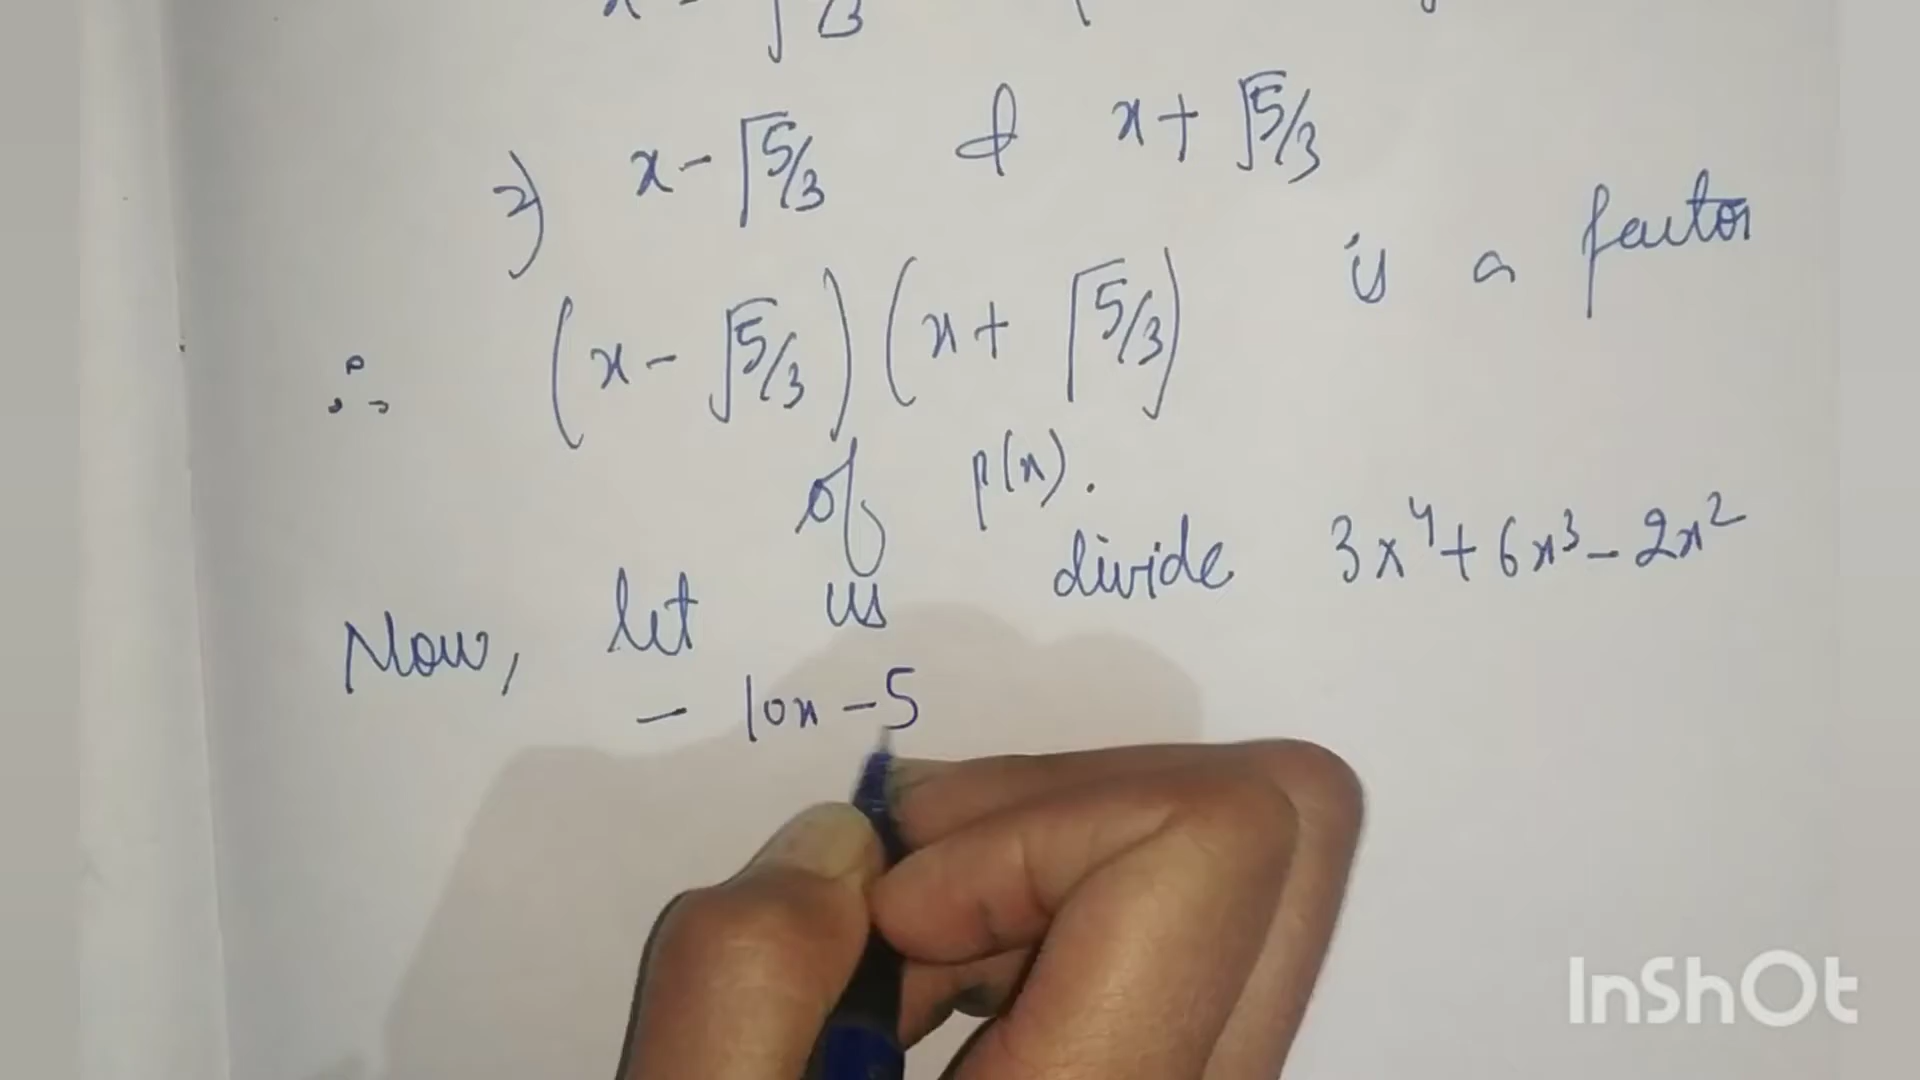 ⇒) x - √5/3 & x + √5/3
∴ (x - √5/3) (x + √5/3) is a factor
of p(x).
Now, let us divide 3x⁴ + 6x³ - 2x²
- 10x - 5
InShOt